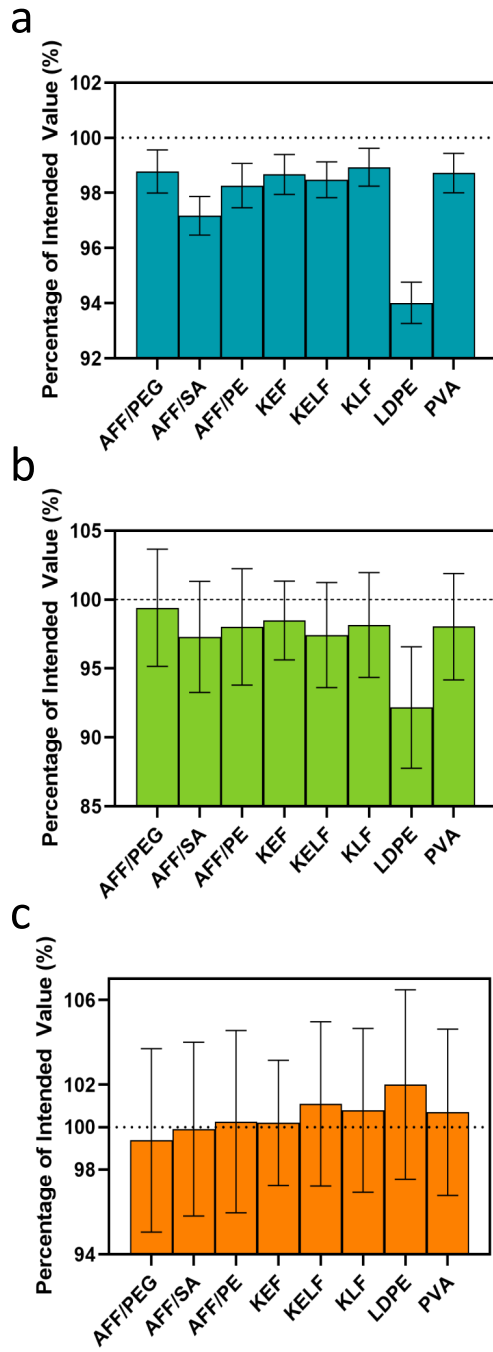 a
Percentage of Intended Value (%)
102
100
98
96
94
92
AFF/PEG
AFF/SA
AFF/PE
KEF
KELF
KLF
LDPE
PVA
b
Percentage of Intended Value (%)
105
100
95
90
85
AFF/PEG
AFF/SA
AFF/PE
KEF
KELF
KLF
LDPE
PVA
c
Percentage of Intended Value (%)
106
102
100
98
94
AFF/PEG
AFF/SA
AFF/PE
KEF
KELF
KLF
LDPE
PVA